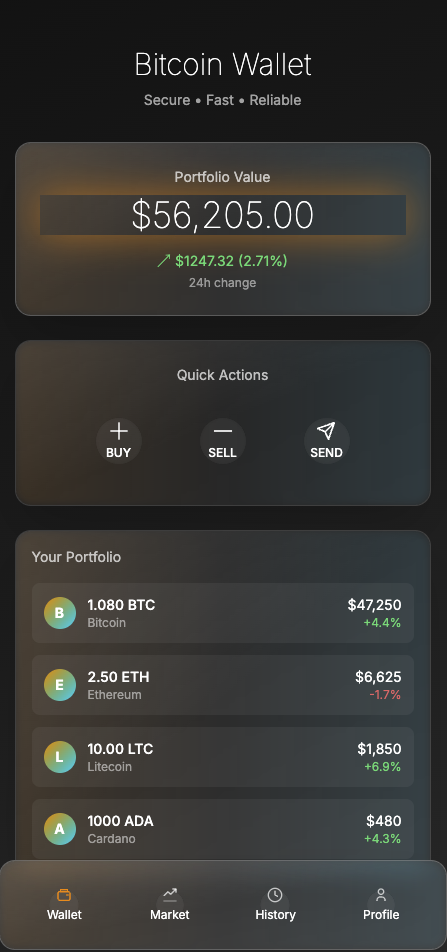 Bitcoin Wallet
Secure • Fast • Reliable
Portfolio Value
$56,205.00
↗ $1247.32 (2.71%)
24h change
Quick Actions
BUY
SELL
SEND
Your Portfolio
B
1.080 BTC
$47,250
Bitcoin
+4.4%
E
2.50 ETH
$6,625
Ethereum
-1.7%
L
10.00 LTC
$1,850
Litecoin
+6.9%
A
1000 ADA
$480
Cardano
+4.3%
Wallet
Market
History
Profile